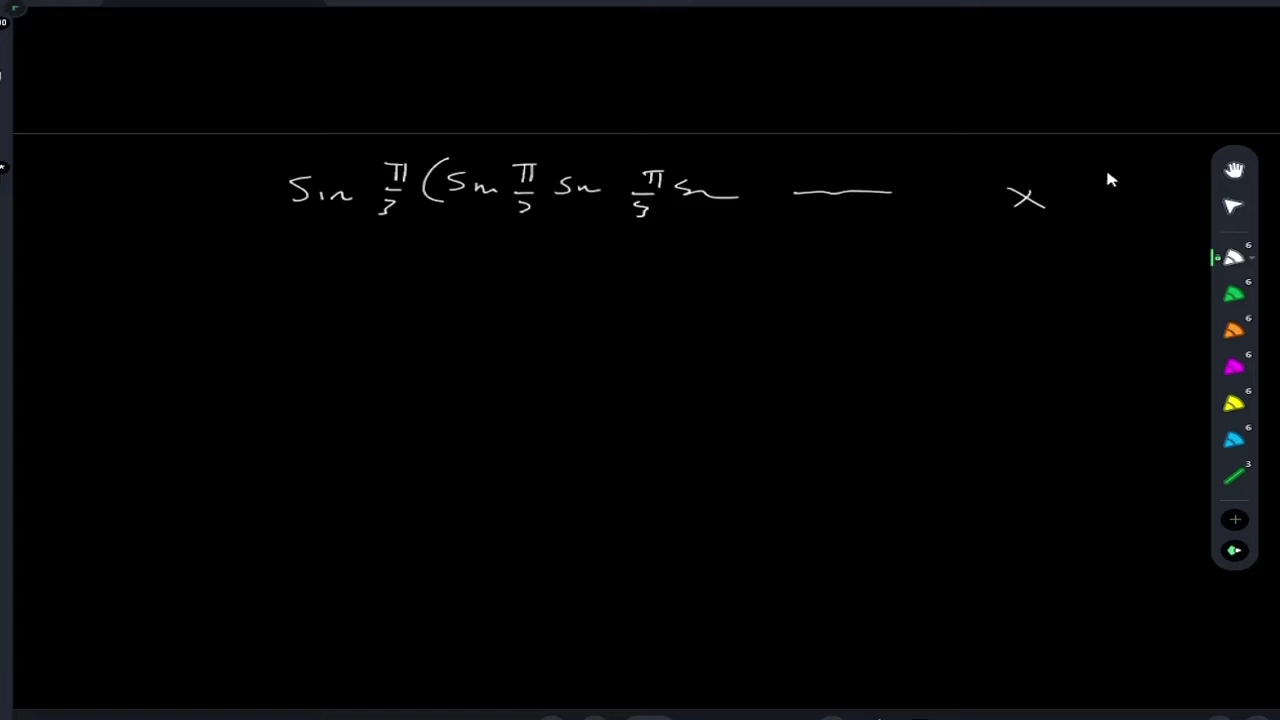 Sin π/3 (Sin π/3 Sin π/3 Sin —— x